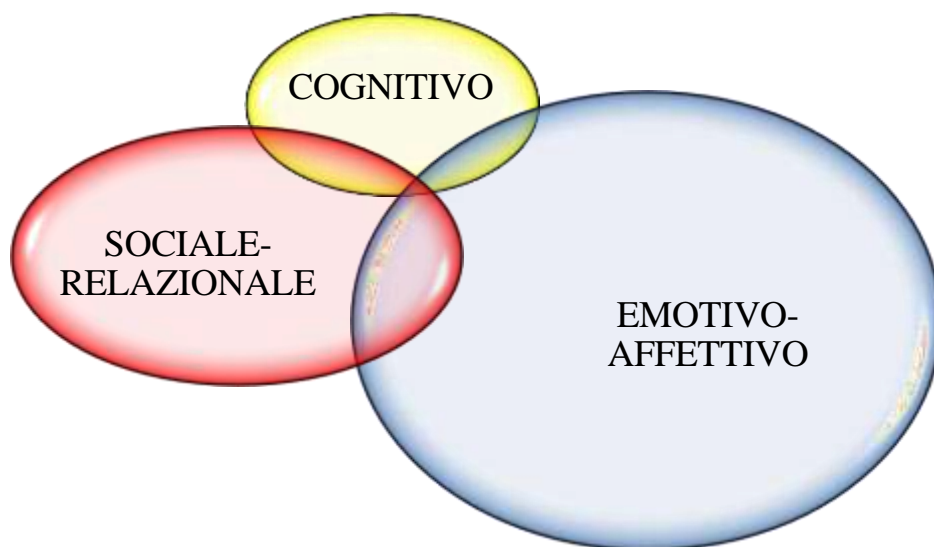 COGNITIVO
SOCIALE-
RELAZIONALE
EMOTIVO-
AFFETTIVO